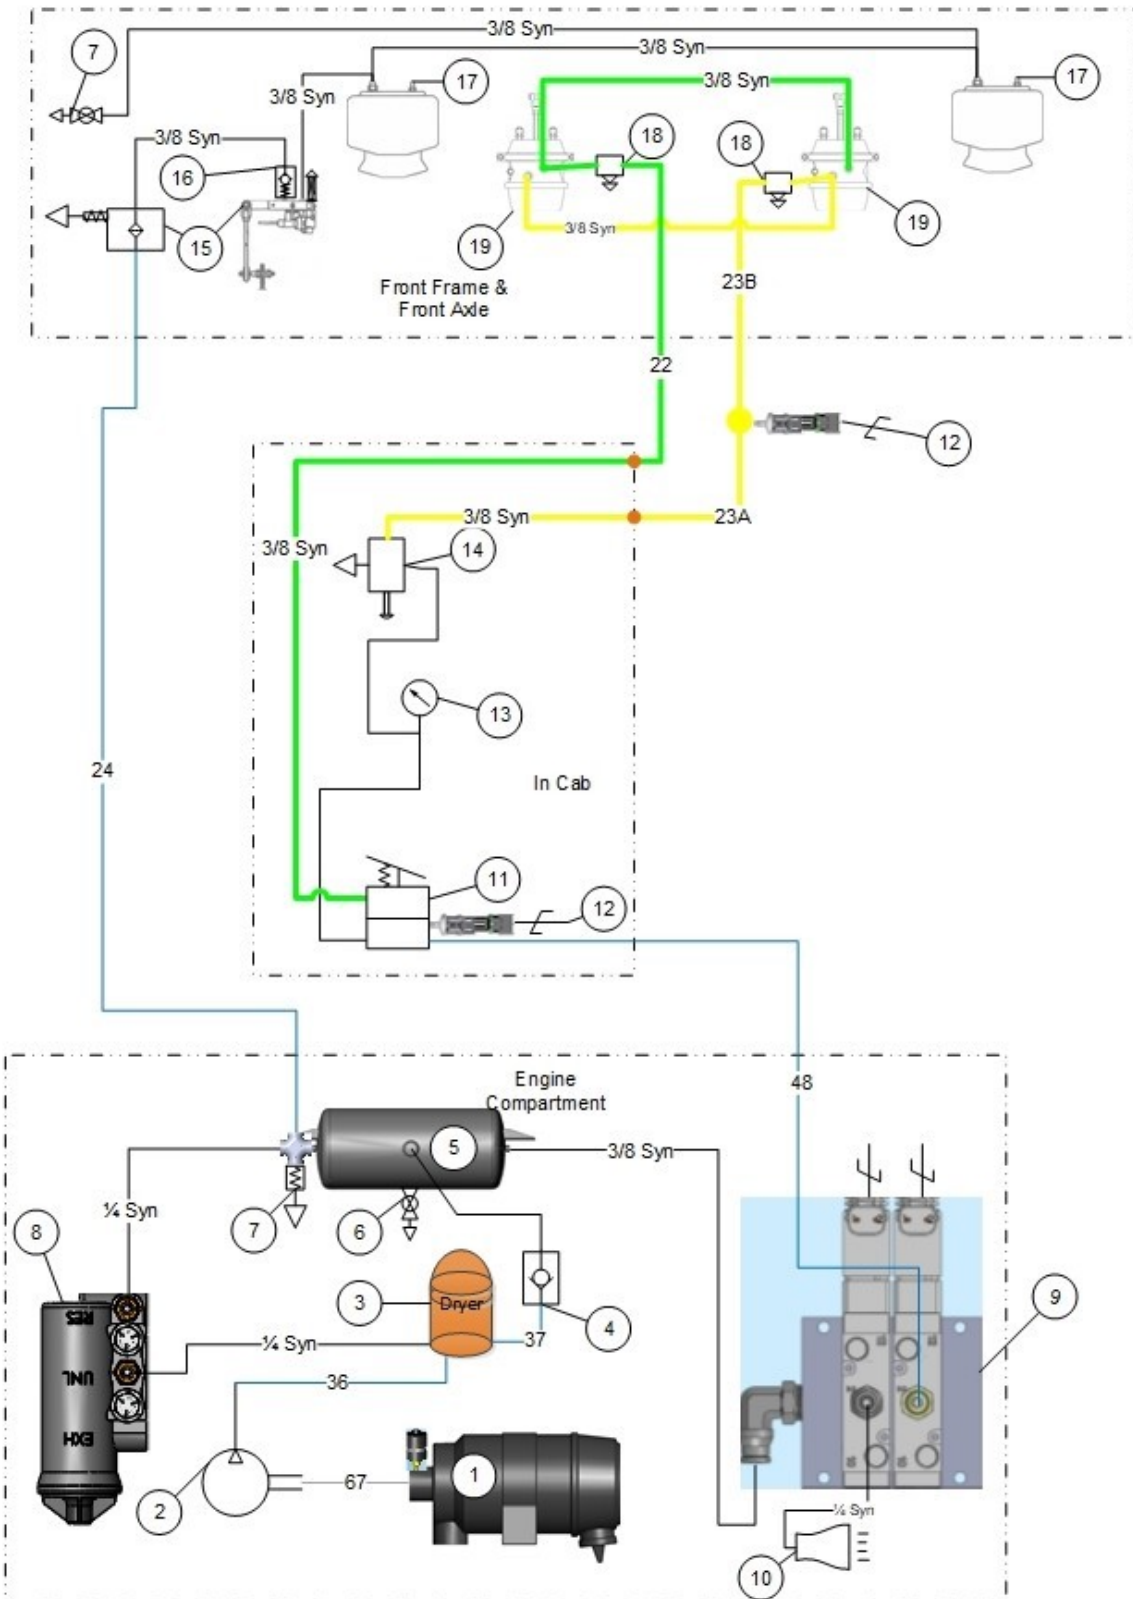 3/8 Syn
7
3/8 Syn
17
17
3/8 Syn
3/8 Syn
3/8 Syn
18
18
16
15
3/8 Syn
19
19
Front Frame &
Front Axle
23B
22
12
3/8 Syn
23A
3/8 Syn
14
13
24
In Cab
11
12
Engine
Compartment
48
5
3/8 Syn
¼ Syn
7
6
8
3
Dryer
4
9
RES
37
¼ Syn
UNL
36
EXH
1
67
2
¼ Syn
10